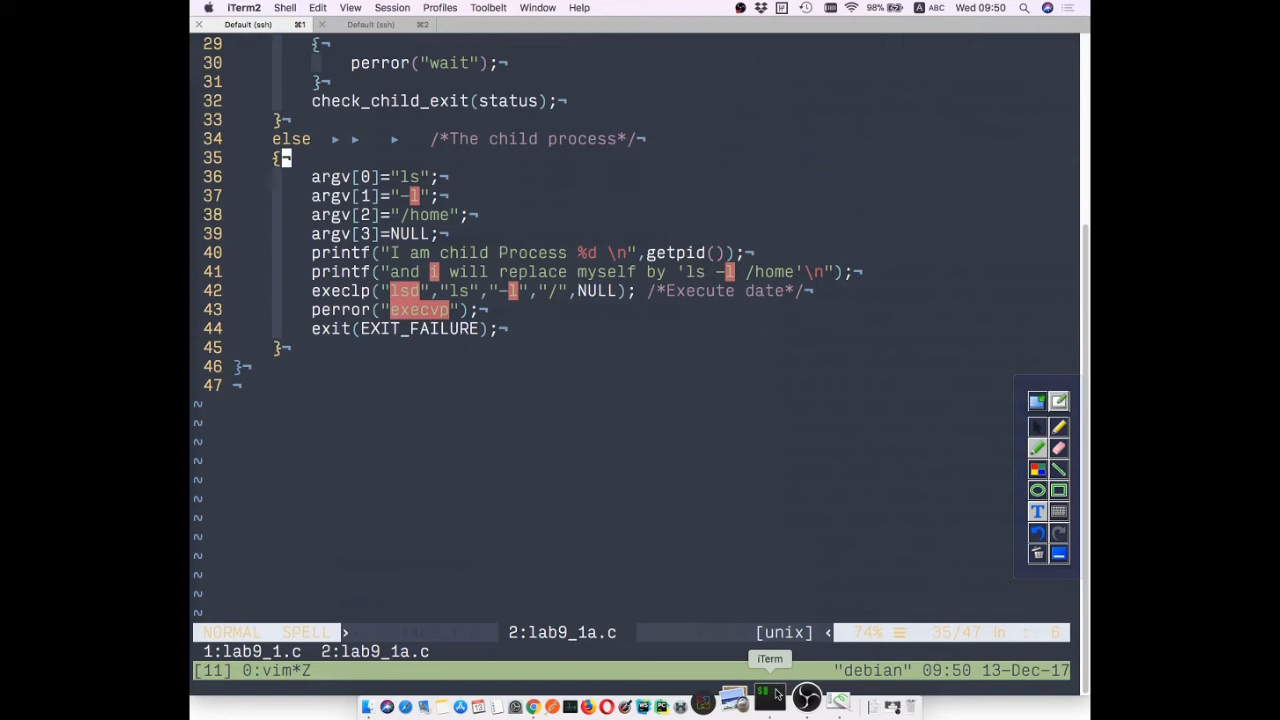 iTerm2 Shell Edit View Session Profiles Toolbelt Window Help 98% ABC Wed 09:50
Default (ssh) ⌘1 Default (ssh) ⌘2
29 {¬
30 perror("wait");¬
31 }¬
32 check_child_exit(status);¬
33 }¬
34 else ▸ ▸ ▸ /*The child process*/¬
35 {¬
36 argv[0]="ls";¬
37 argv[1]="-l";¬
38 argv[2]="/home";¬
39 argv[3]=NULL;¬
40 printf("I am child Process %d \n",getpid());¬
41 printf("and i will replace myself by 'ls -l /home'\n");¬
42 execlp("lsd","ls","-l","/",NULL); /*Execute date*/¬
43 perror("execvp");¬
44 exit(EXIT_FAILURE);¬
45 }¬
46 }¬
47 ¬
~
~
~
~
~
~
~
~
~
~
~
~
NORMAL SPELL › 2:lab9_1a.c [unix] ‹ 74% ☰ 35/47 ln : 6
1:lab9_1.c 2:lab9_1a.c
iTerm
[11] 0:vim*Z "debian" 09:50 13-Dec-17